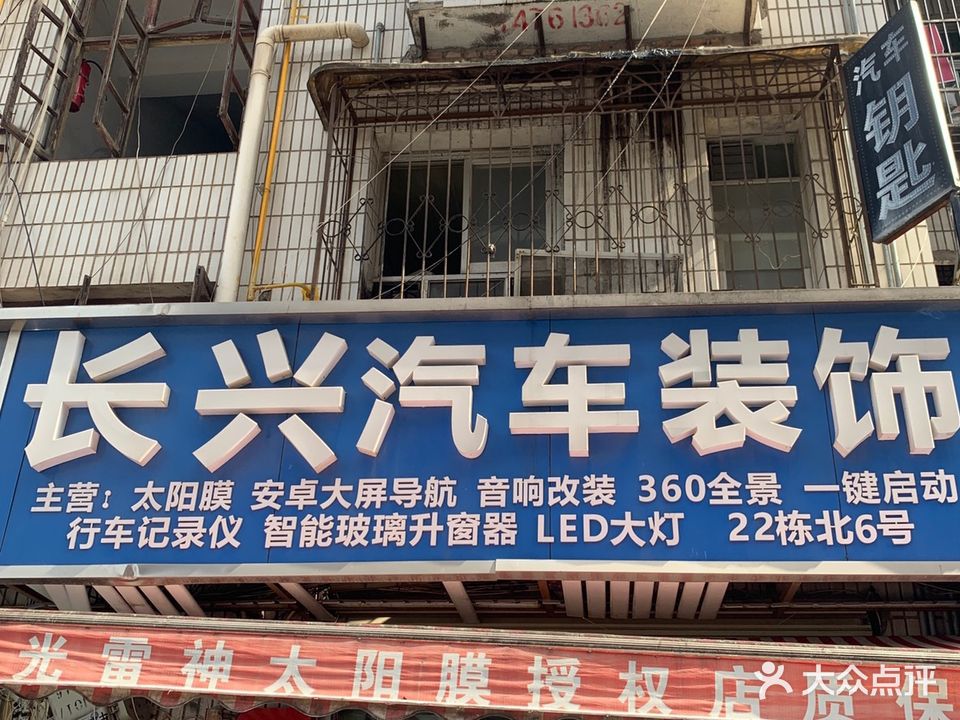 4761362
汽车钥匙
长兴汽车装饰
主营：太阳膜 安卓大屏导航 音响改装 360全景 一键启动
行车记录仪 智能玻璃升窗器 LED大灯 22栋北6号
光雷神太阳膜授权店质保
大众点评